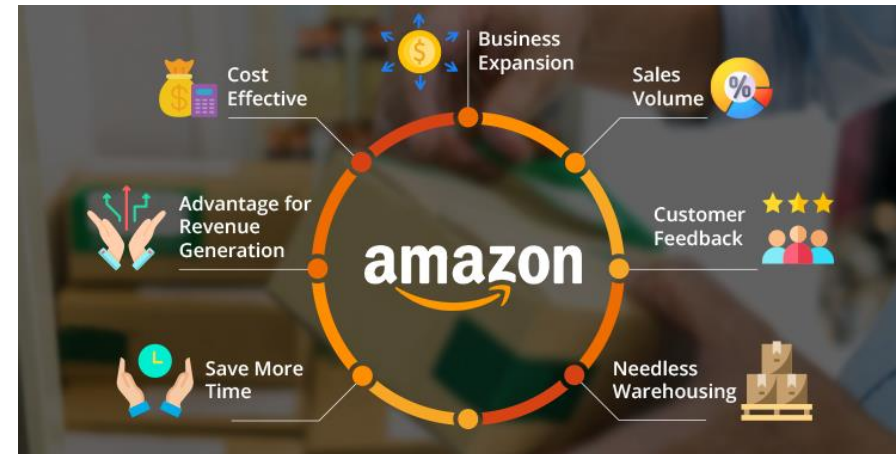 Business
Expansion
Cost
Effective
Sales
Volume
%
$
$
Advantage for
Revenue
Generation
Customer
Feedback
amazon
Save More
Time
Needless
Warehousing